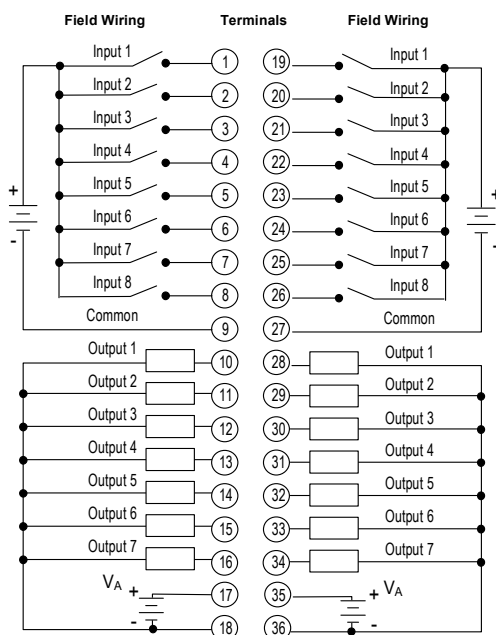 Field Wiring Terminals Field Wiring
Input 1 1 19 Input 1
Input 2 2 20 Input 2
Input 3 3 21 Input 3
Input 4 4 22 Input 4
+ Input 5 5 23 Input 5 +
Input 6 6 24 Input 6
- Input 7 7 25 Input 7 -
Input 8 8 26 Input 8
Common 9 27 Common
Output 1 10 28 Output 1
Output 2 11 29 Output 2
Output 3 12 30 Output 3
Output 4 13 31 Output 4
Output 5 14 32 Output 5
Output 6 15 33 Output 6
Output 7 16 34 Output 7
VA + 17 35 + VA
- 18 36 -